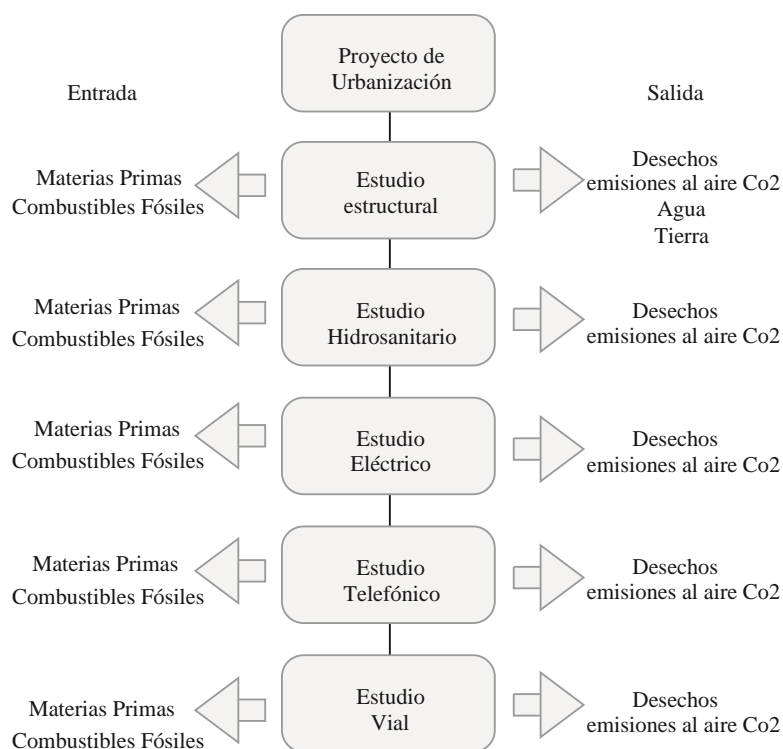 Proyecto de
Urbanización
Entrada
Salida
Materias Primas
Combustibles Fósiles
Estudio
estructural
Desechos
emisiones al aire Co2
Agua
Tierra
Materias Primas
Combustibles Fósiles
Estudio
Hidrosanitario
Desechos
emisiones al aire Co2
Materias Primas
Combustibles Fósiles
Estudio
Eléctrico
Desechos
emisiones al aire Co2
Materias Primas
Combustibles Fósiles
Estudio
Telefónico
Desechos
emisiones al aire Co2
Materias Primas
Combustibles Fósiles
Estudio
Vial
Desechos
emisiones al aire Co2